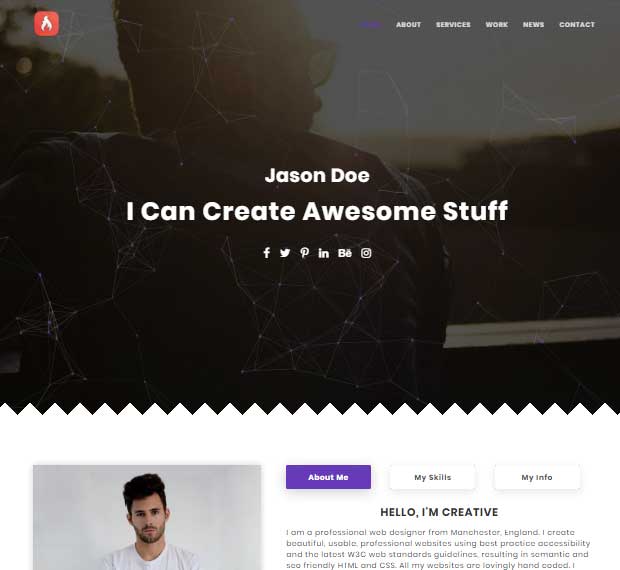 HOME ABOUT SERVICES WORK NEWS CONTACT
Jason Doe
I Can Create Awesome Stuff
Bē
About Me My Skills My Info
HELLO, I'M CREATIVE
I am a professional web designer from Manchester, England. I create
beautiful, usable, professional websites using best practice accessibility
and the latest W3C web standards guidelines, resulting in semantic and
seo friendly HTML and CSS. All my websites are lovingly hand coded. I